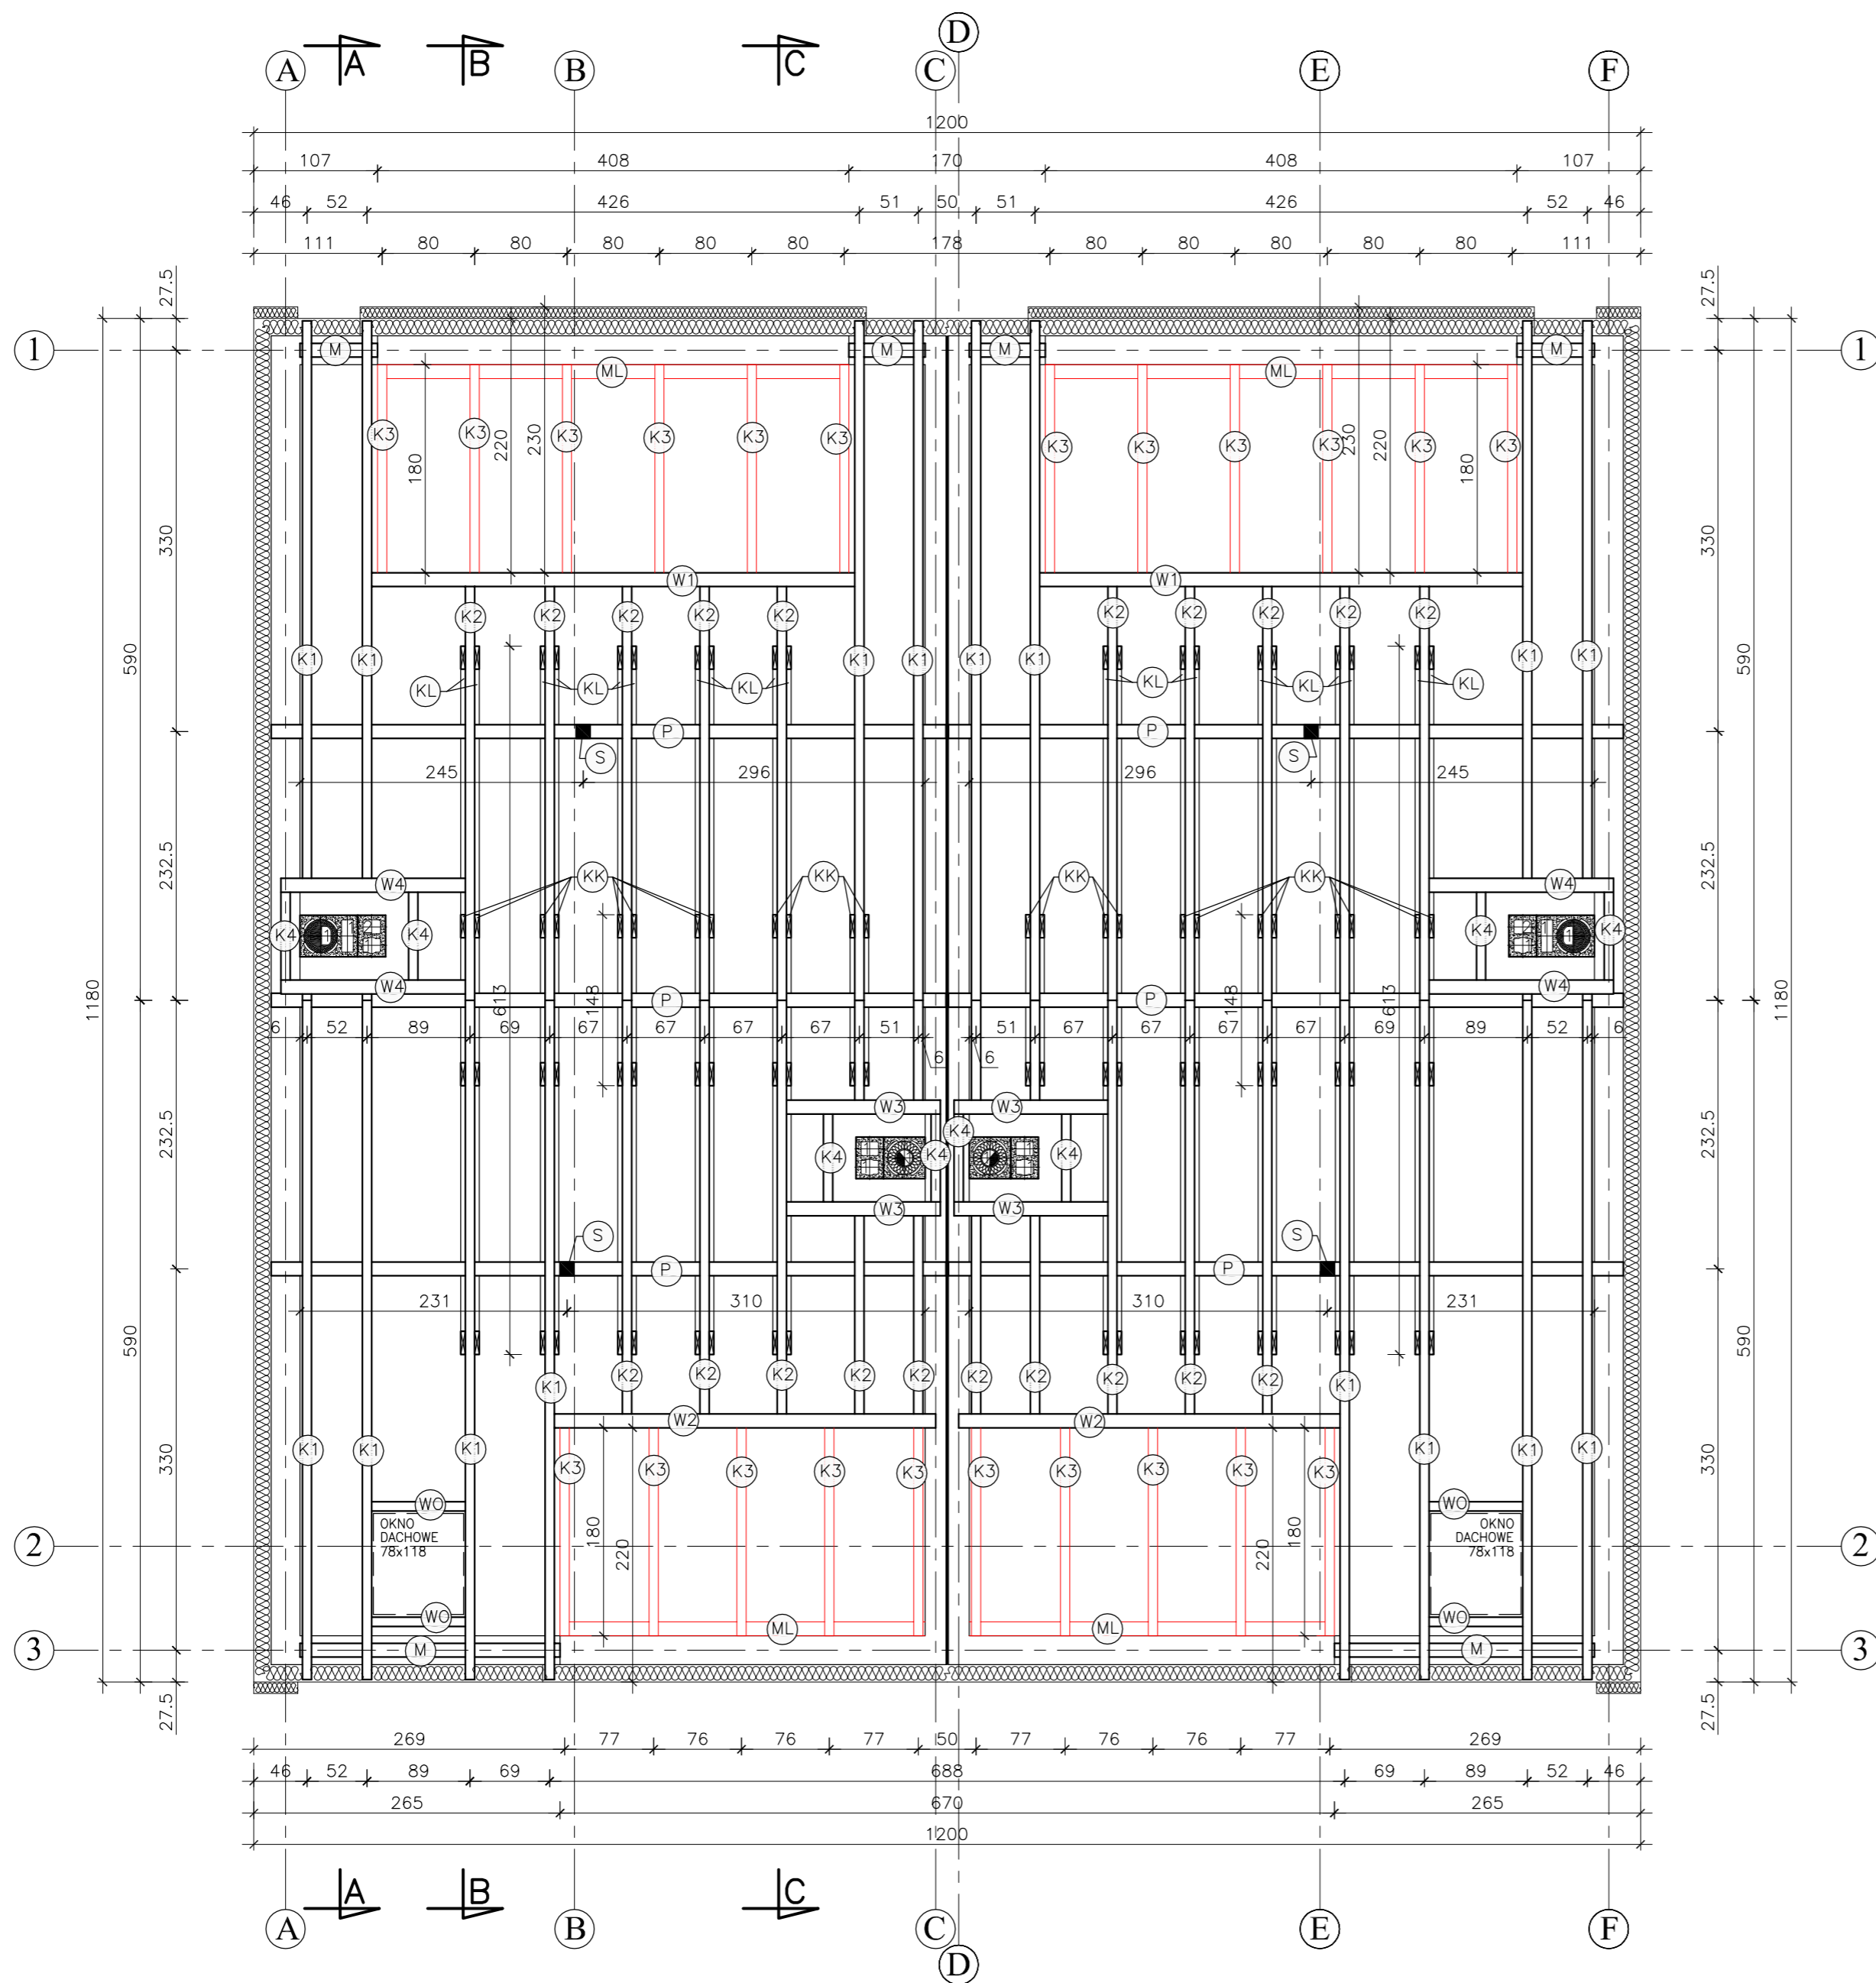 D
A A B B C C E F
1200
107 408 170 408 107
46 52 426 51 50 51 426 52 46
111 80 80 80 80 80 178 80 80 80 80 80 111
27.5 27.5
1 M M M M 1
ML ML
K3 K3 K3 K3 K3 K3 K3 K3 K3 K3 K3 K3
180 220 230 230 220 180
330 330
W1 W1
K2 K2 K2 K2 K2 K2 K2 K2 K2 K2
590 590
K1 K1 K1 K1 K1 K1 K1 K1
KL KL KL KL KL KL
P P
S S
245 296 296 245
232.5 232.5
KK KK KK KK
W4 W4
K4 K4 K4 K4
W4 W4
1180 613 148 148 613 1180
P P
6 52 89 69 67 67 67 67 51 51 67 67 67 67 69 89 52 6
6 6
232.5 232.5
W3 W3
K4 K4 K4 K4
W3 W3
S S
P P
231 310 310 231
590 590
K1 K2 K2 K2 K2 K2 K2 K2 K2 K2 K2 K1
W2 W2
330 330
K1 K1 K1 K1 K1 K1
K3 K3 K3 K3 K3 K3 K3 K3 K3 K3
WO WO
OKNO
DACHOWE
78x118
OKNO
DACHOWE
78x118
180 220 220 180
2 2
WO WO
ML ML
3 M M 3
27.5 27.5
269 77 76 76 77 50 77 76 76 77 269
46 52 89 69 688 69 89 52 46
265 670 265
1200
A B C
A B C E F
D